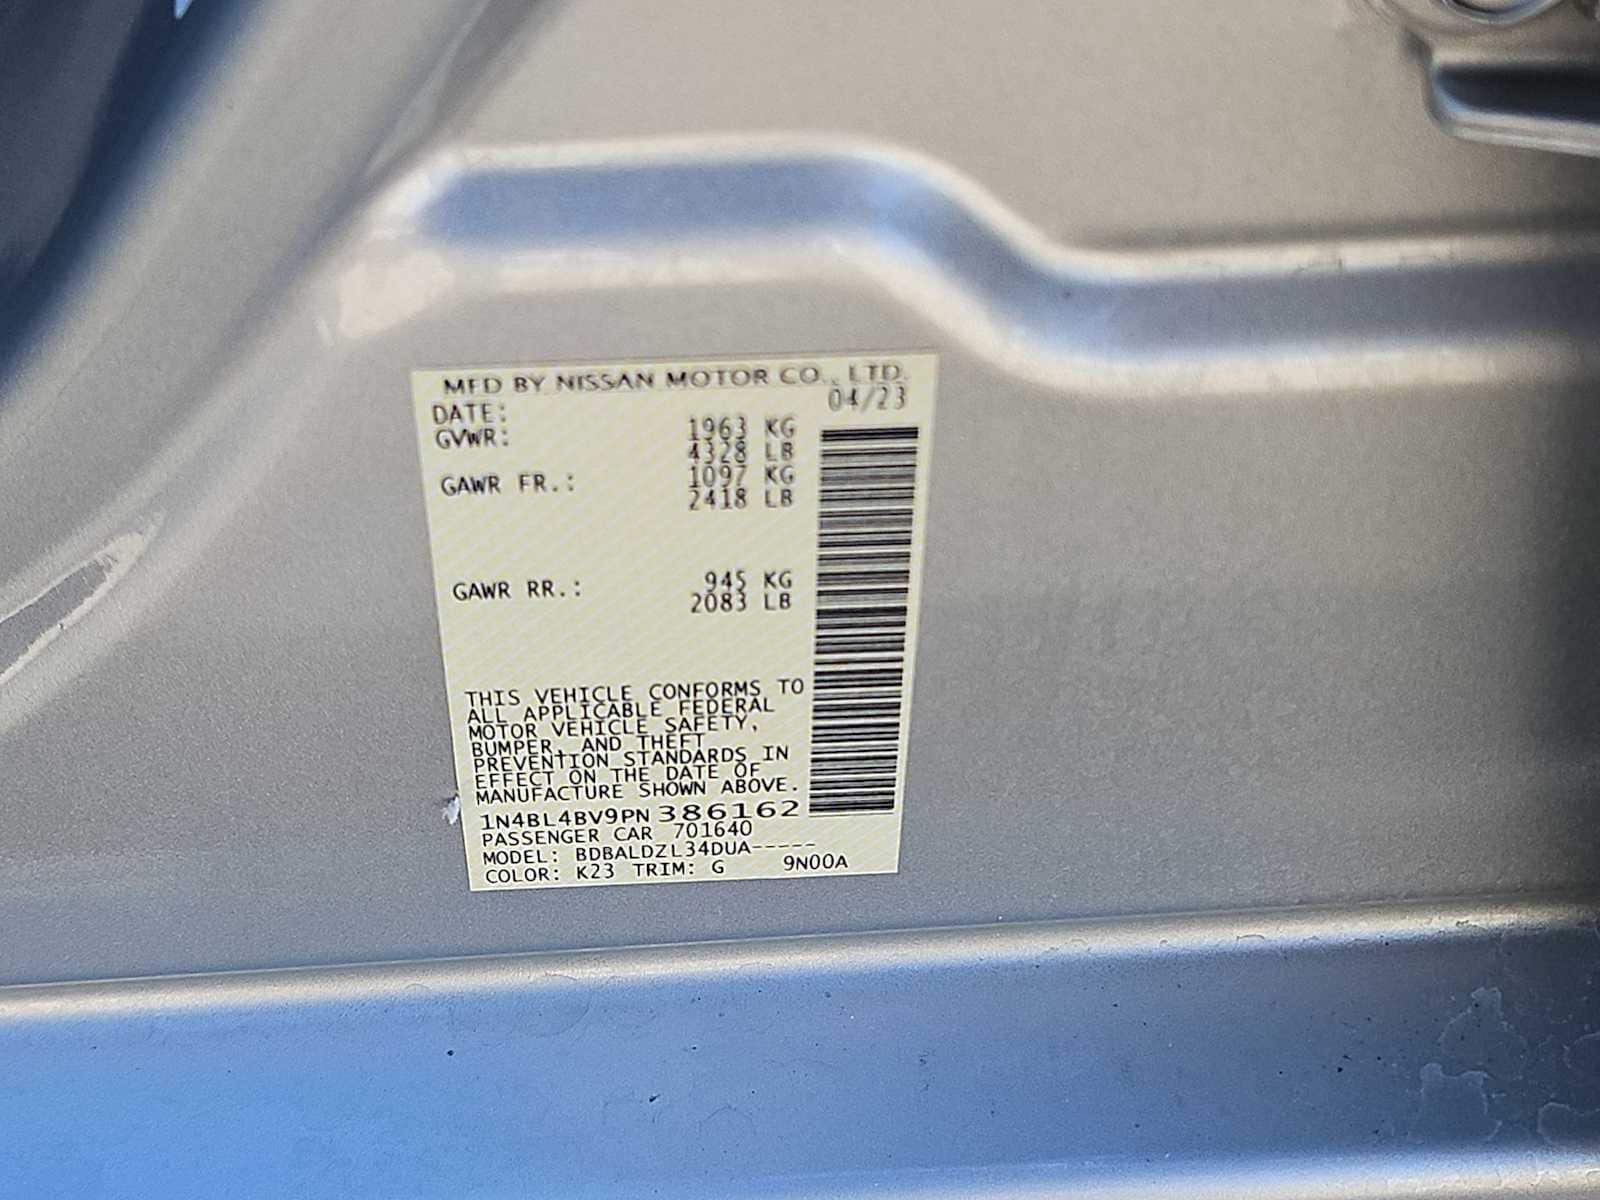 MFD BY NISSAN MOTOR CO., LTD.
DATE: 04/23
GVWR: 1963 KG
4328 LB
GAWR FR.: 1097 KG
2418 LB
GAWR RR.: 945 KG
2083 LB
THIS VEHICLE CONFORMS TO
ALL APPLICABLE FEDERAL
MOTOR VEHICLE SAFETY,
BUMPER, AND THEFT
PREVENTION STANDARDS IN
EFFECT ON THE DATE OF
MANUFACTURE SHOWN ABOVE.
1N4BL4BV9PN386162
PASSENGER CAR 701640
MODEL: BDBALDZL34DUA-----
COLOR: K23 TRIM: G 9N00A